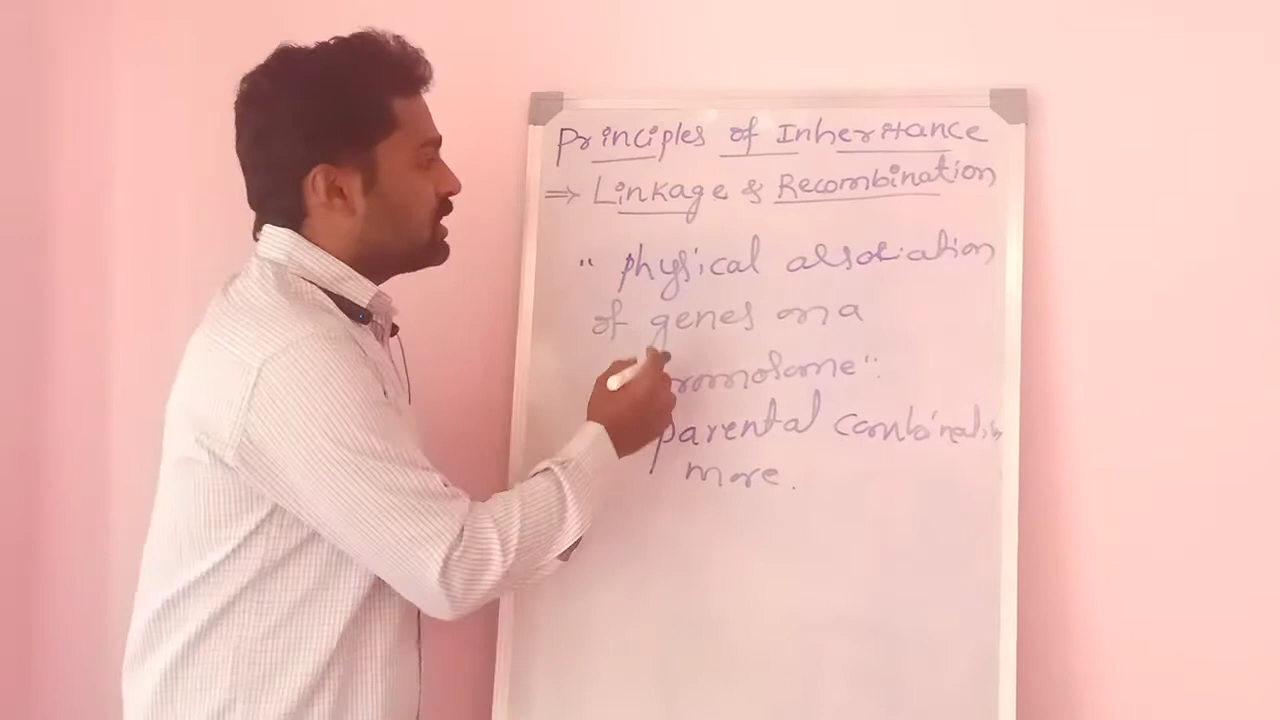 Principles of Inheritance
⇒ Linkage & Recombination
" physical association
of genes on a
parental
more.